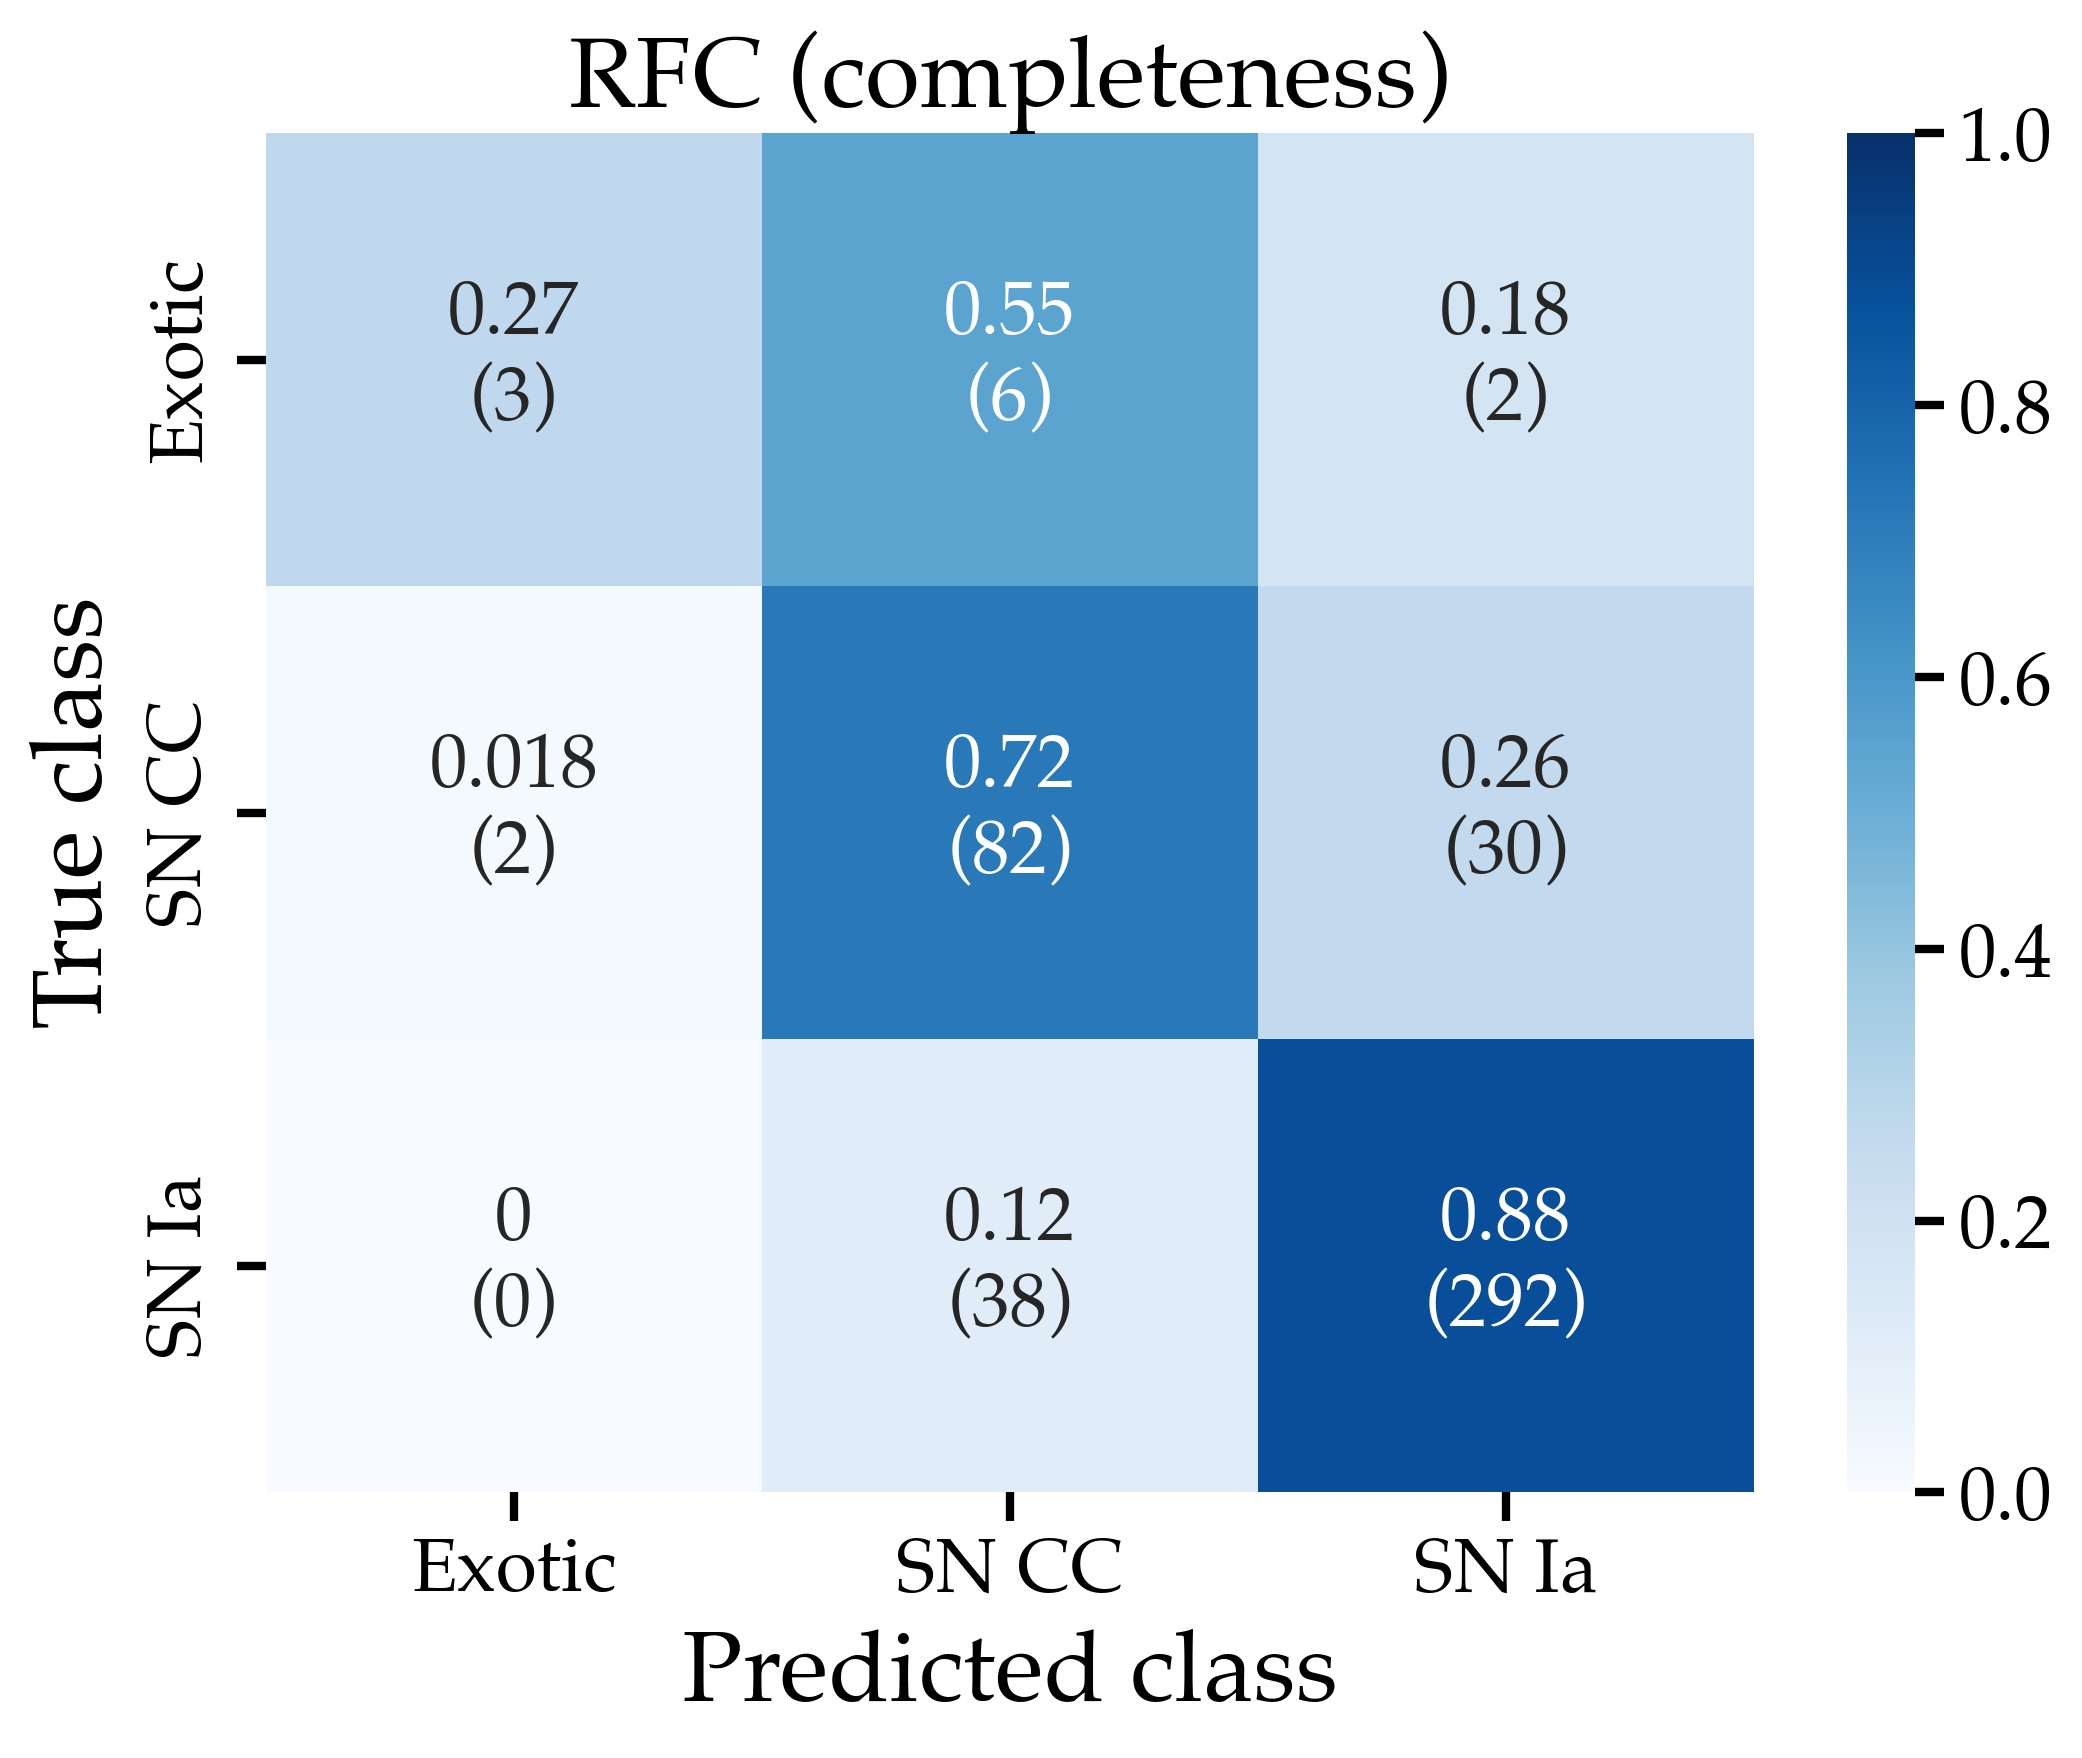 RFC (completeness)
True class
Exotic
0.27
(3)
0.55
(6)
0.18
(2)
SN CC
0.018
(2)
0.72
(82)
0.26
(30)
SN Ia
0
(0)
0.12
(38)
0.88
(292)
Exotic
SN CC
SN Ia
Predicted class
1.0
0.8
0.6
0.4
0.2
0.0